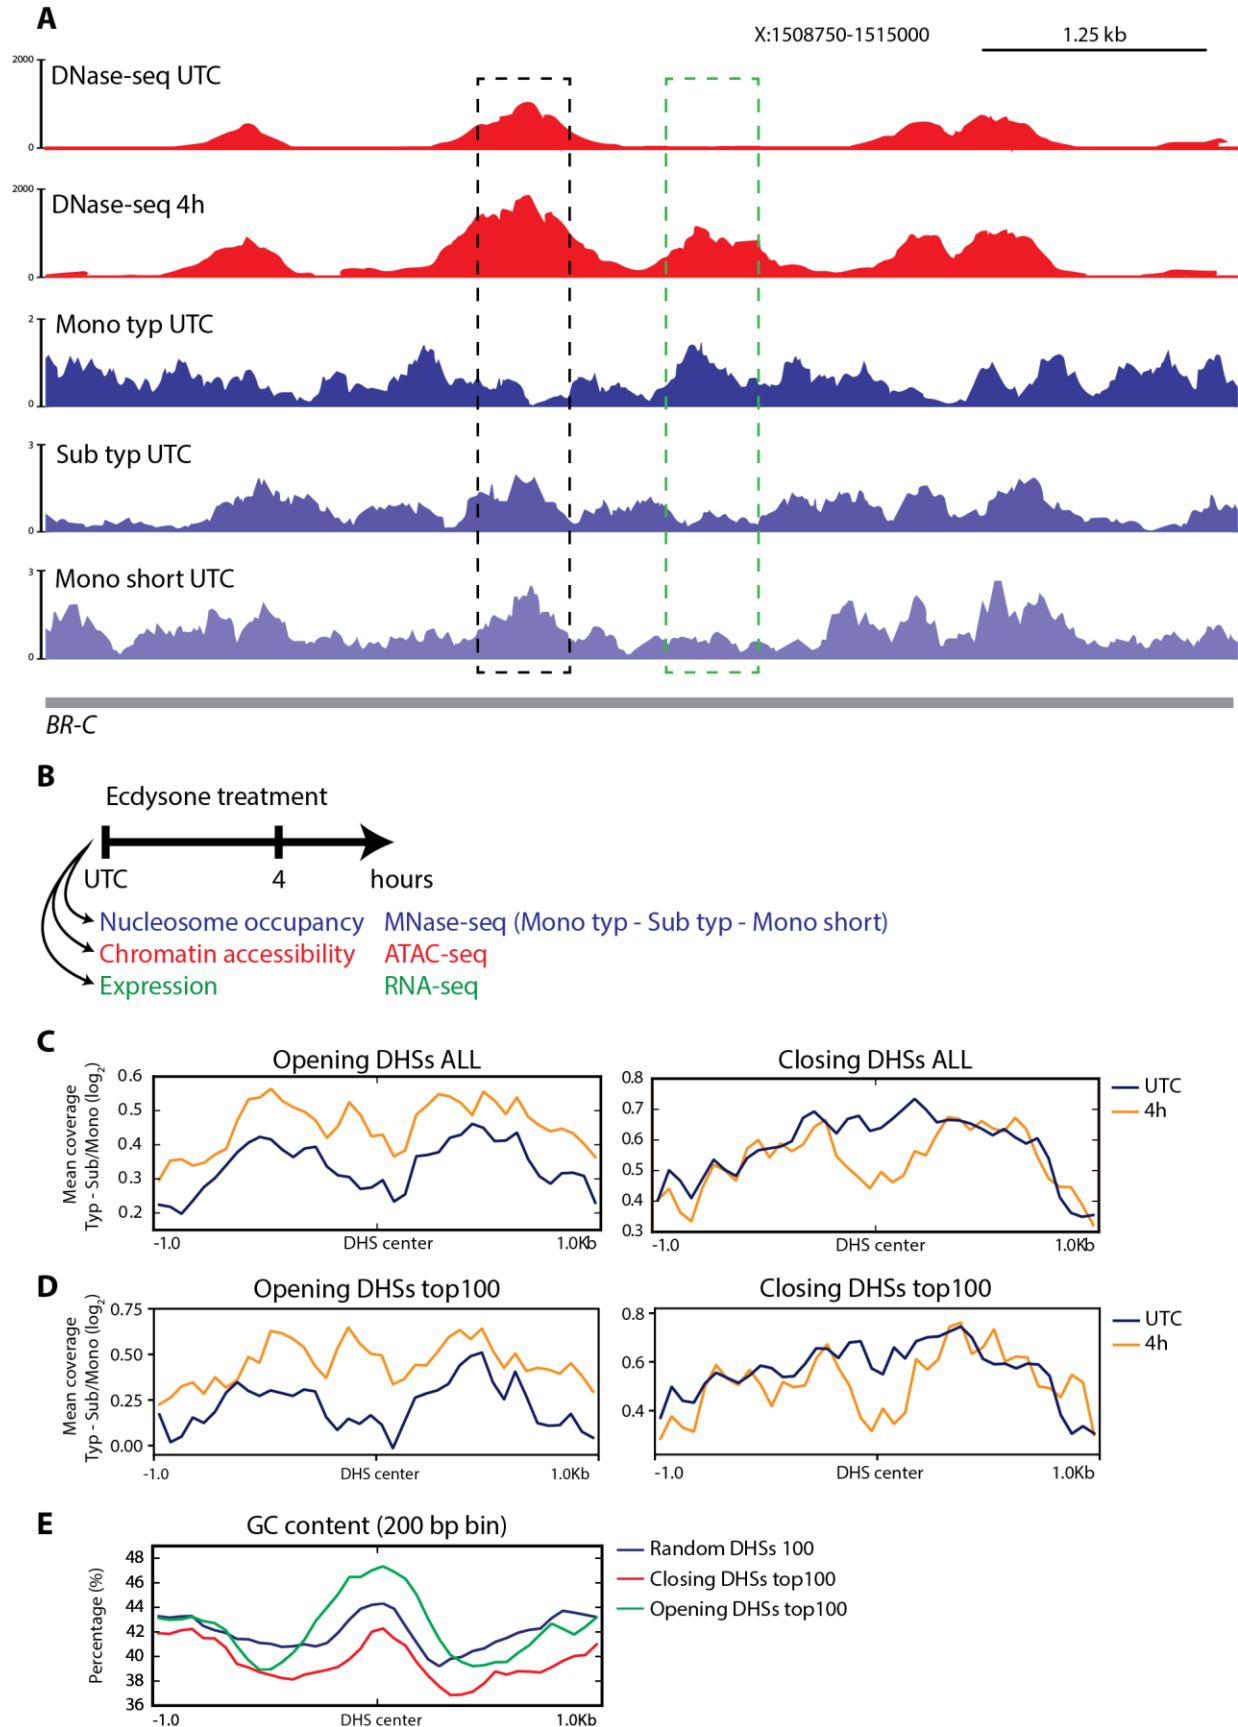 A
X:1508750-1515000
1.25 kb
2000
0
DNase-seq UTC
2000
0
DNase-seq 4h
2
0
Mono typ UTC
3
0
Sub typ UTC
3
0
Mono short UTC
BR-C
B
Ecdysone treatment
UTC 4 hours
Nucleosome occupancy MNase-seq (Mono typ - Sub typ - Mono short)
Chromatin accessibility ATAC-seq
Expression RNA-seq
C
Opening DHSs ALL
Mean coverage
Typ - Sub/Mono (log2)
0.6
0.5
0.4
0.3
0.2
-1.0 DHS center 1.0Kb
Closing DHSs ALL
0.8
0.7
0.6
0.5
0.4
0.3
-1.0 DHS center 1.0Kb
UTC
4h
D
Opening DHSs top100
Mean coverage
Typ - Sub/Mono (log2)
0.75
0.50
0.25
0.00
-1.0 DHS center 1.0Kb
Closing DHSs top100
0.8
0.6
0.4
-1.0 DHS center 1.0Kb
UTC
4h
E
GC content (200 bp bin)
Percentage (%)
48
46
44
42
40
38
36
-1.0 DHS center 1.0Kb
Random DHSs 100
Closing DHSs top100
Opening DHSs top100